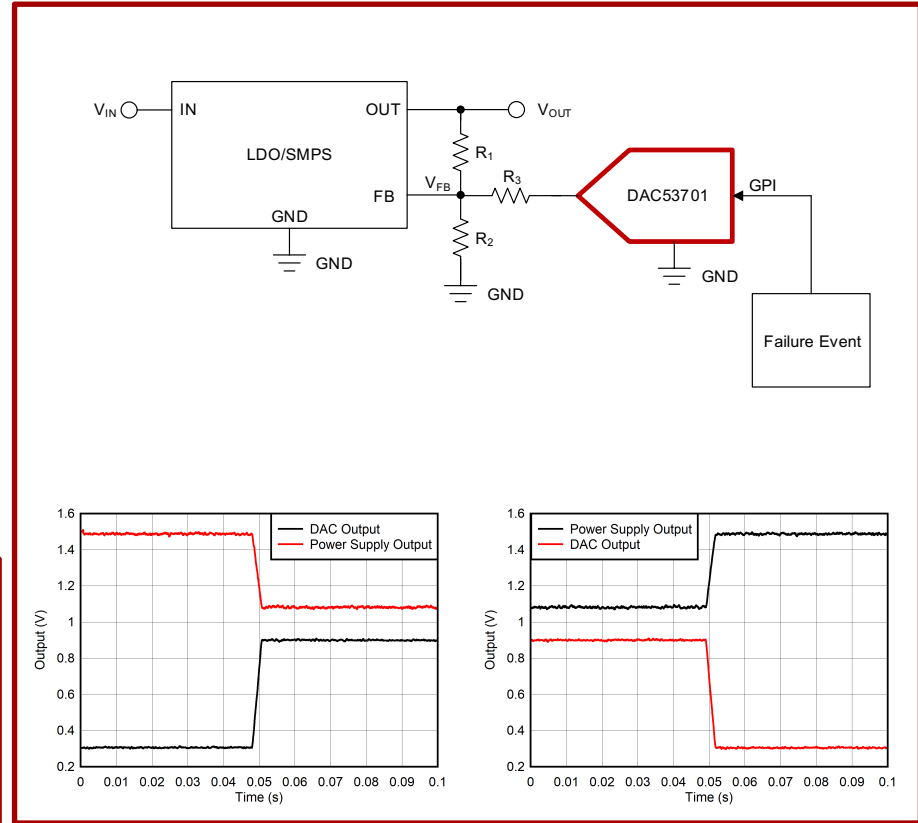 V_IN
IN
OUT
V_OUT
LDO/SMPS
R_1
V_FB
R_3
FB
DAC53701
GPI
GND
R_2
GND
GND
GND
Failure Event
1.6
1.4
1.2
1
0.8
0.6
0.4
0.2
Output (V)
DAC Output
Power Supply Output
0 0.01 0.02 0.03 0.04 0.05 0.06 0.07 0.08 0.09 0.1
Time (s)
1.6
1.4
1.2
1
0.8
0.6
0.4
0.2
Output (V)
Power Supply Output
DAC Output
0 0.01 0.02 0.03 0.04 0.05 0.06 0.07 0.08 0.09 0.1
Time (s)